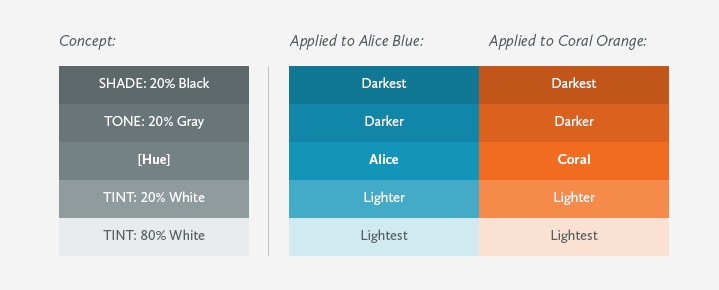 Concept:
Applied to Alice Blue:
Applied to Coral Orange:
SHADE: 20% Black
Darkest
Darkest
TONE: 20% Gray
Darker
Darker
[Hue]
Alice
Coral
TINT: 20% White
Lighter
Lighter
TINT: 80% White
Lightest
Lightest